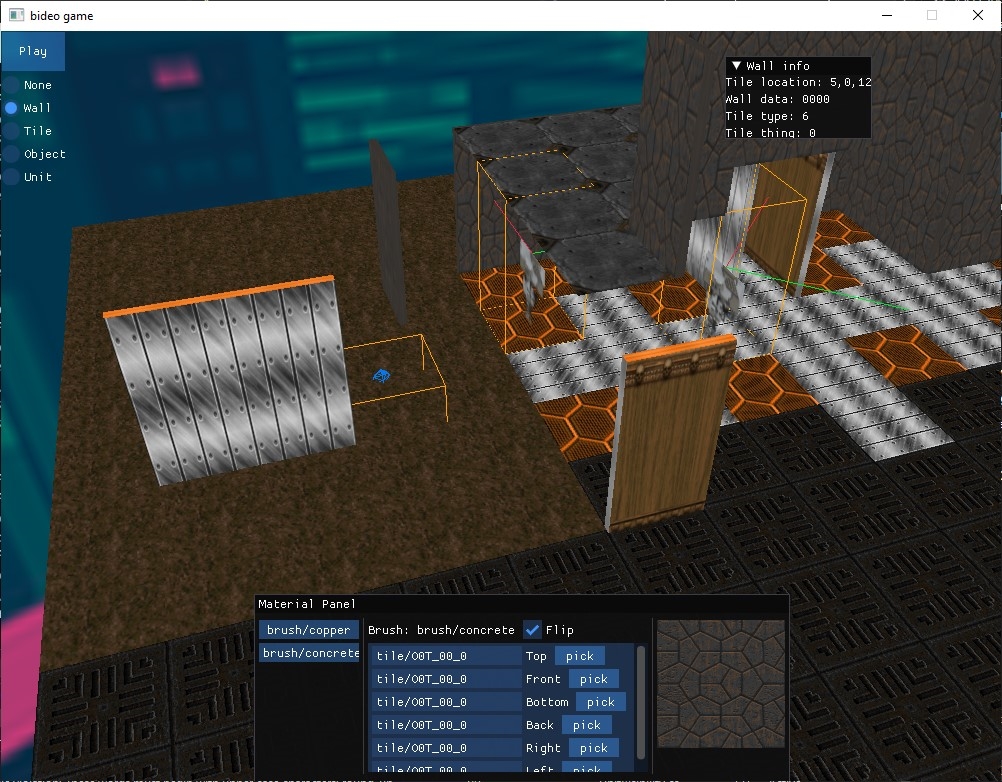 bideo game
Play
None
Wall
Tile
Object
Unit
▼ Wall info
Tile location: 5,0,12
Wall data: 0000
Tile type: 6
Tile thing: 0
Material Panel
brush/copper
brush/concrete
Brush: brush/concrete Flip
tile/O0T_00_0 Top pick
tile/O0T_00_0 Front pick
tile/O0T_00_0 Bottom pick
tile/O0T_00_0 Back pick
tile/O0T_00_0 Right pick
tile/O0T_00_0 Left pick